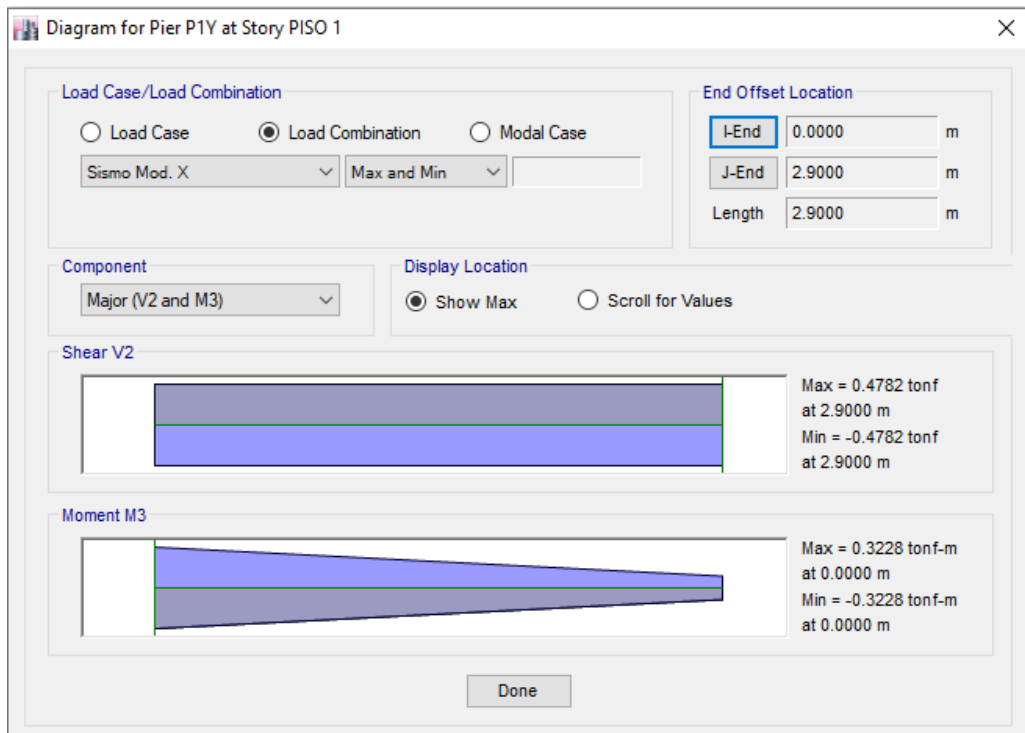 Diagram for Pier P1Y at Story PISO 1
Load Case/Load Combination
Load Case
Load Combination
Modal Case
Sismo Mod. X
Max and Min
End Offset Location
I-End
0.0000
m
J-End
2.9000
m
Length
2.9000
m
Component
Major (V2 and M3)
Display Location
Show Max
Scroll for Values
Shear V2
Max = 0.4782 tonf
at 2.9000 m
Min = -0.4782 tonf
at 2.9000 m
Moment M3
Max = 0.3228 tonf-m
at 0.0000 m
Min = -0.3228 tonf-m
at 0.0000 m
Done